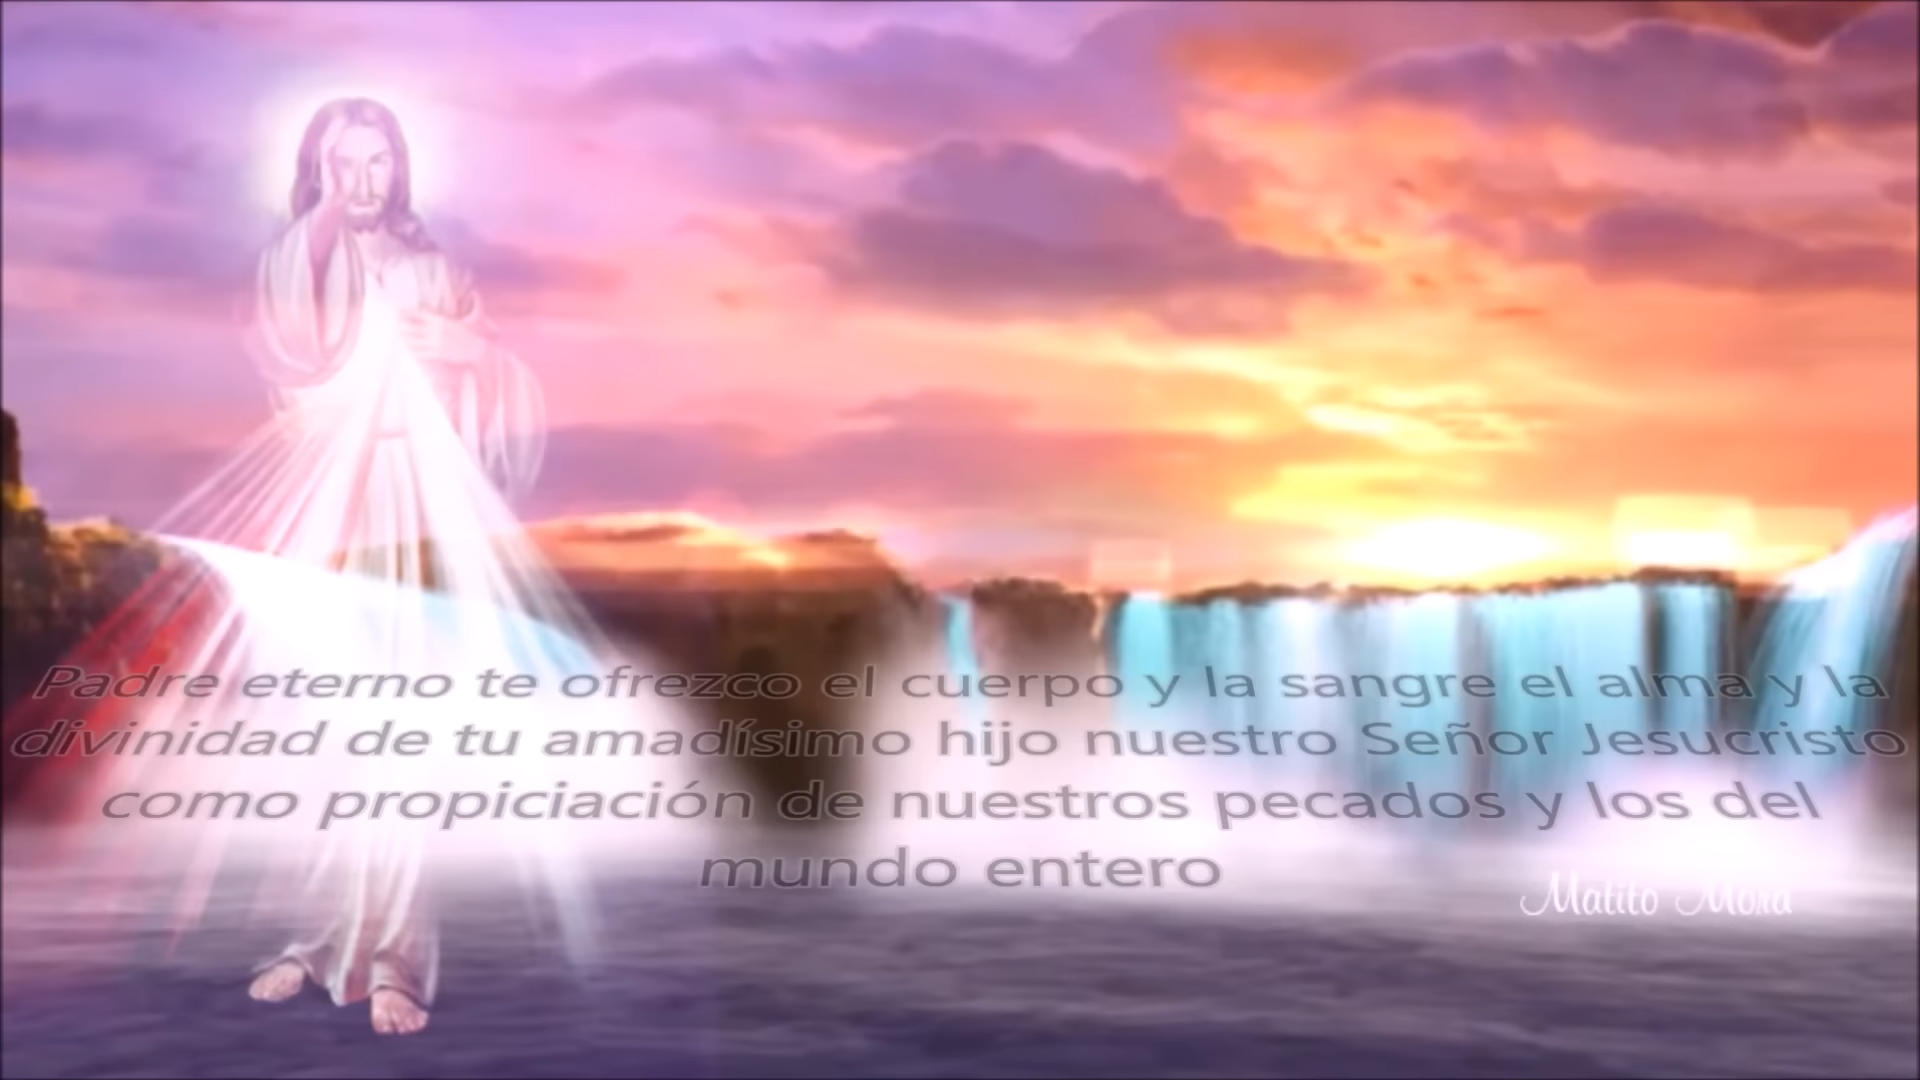 Padre eterno te ofrezco el cuerpo y la sangre el alma y la
divinidad de tu amadísimo hijo nuestro Señor Jesucristo
como propiciación de nuestros pecados y los del
mundo entero
Matito Mora